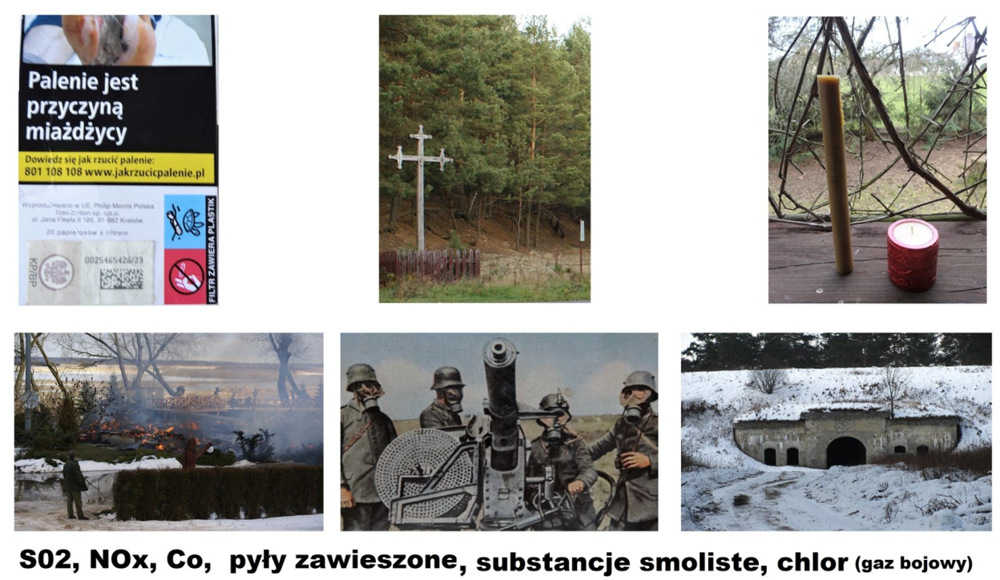 Palenie jest
przyczyną
miażdżycy
Dowiedz się jak rzucić palenie:
801 108 108 www.jakrzucicpalenie.pl
Wyprodukowano w UE, Philip Morris Polska
Distribution sp. z o.o.
al. Jana Pawła II 196, 31-982 Kraków
20 papierosów z filtrem
KP/BP
0025465426/23
FILTR ZAWIERA PLASTIK
S02, NOx, Co, pyły zawieszone, substancje smoliste, chlor (gaz bojowy)